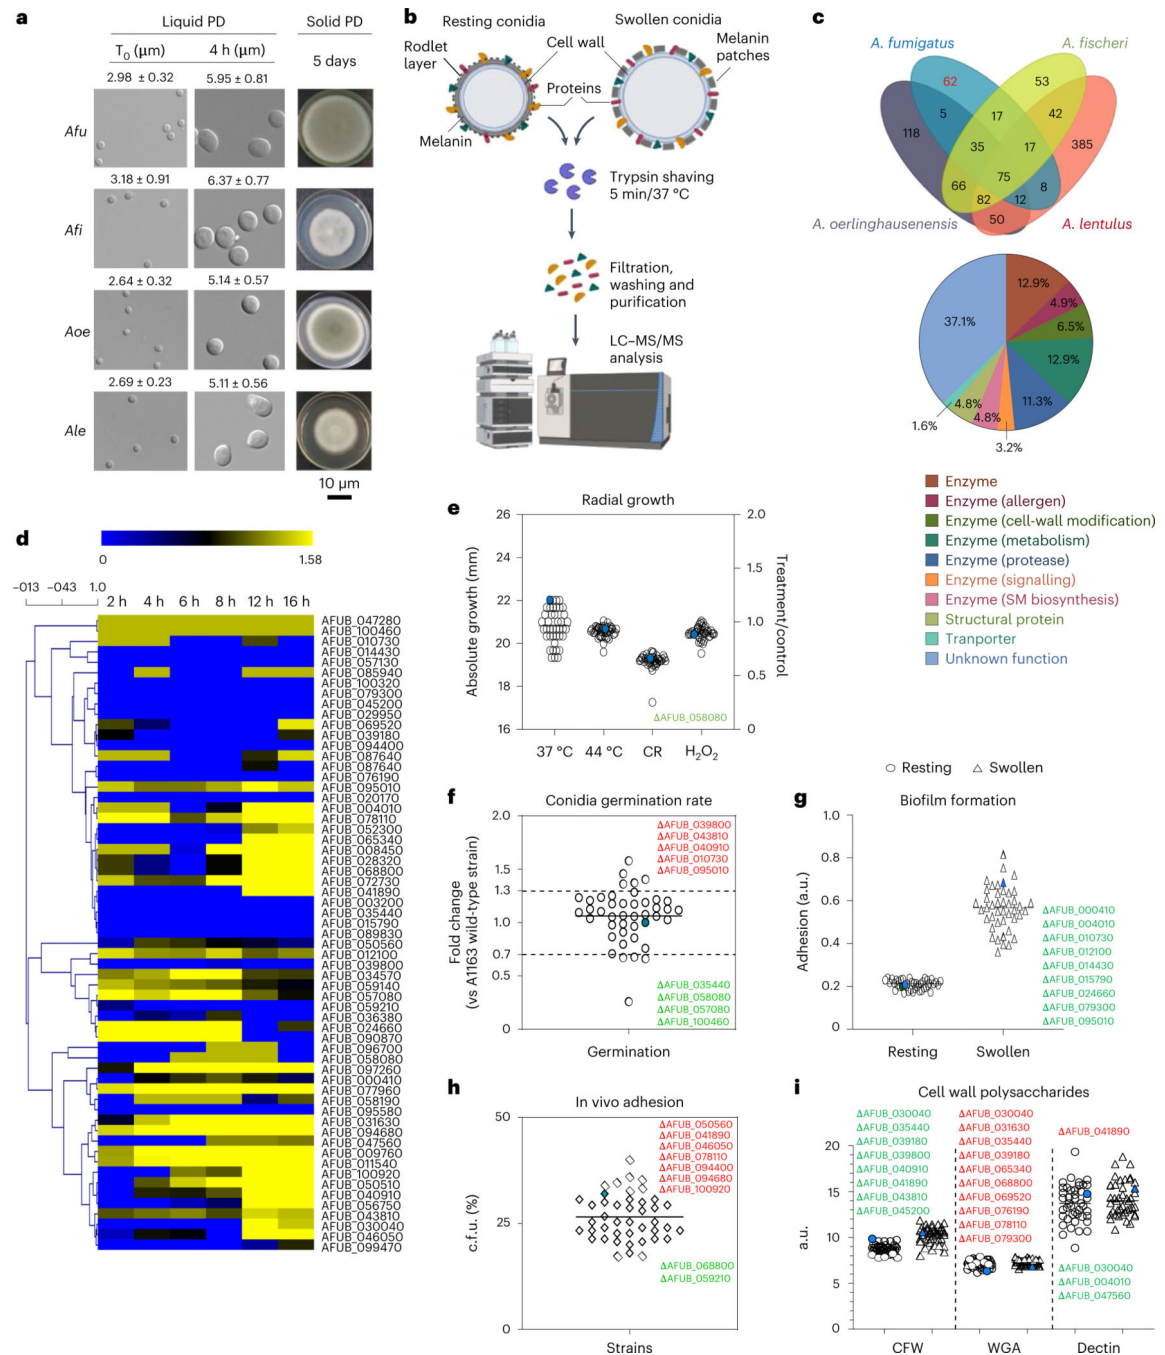 a
Liquid PD
Solid PD
T0 (µm)
4 h (µm)
5 days
2.98 ± 0.32
5.95 ± 0.81
Afu
3.18 ± 0.91
6.37 ± 0.77
Afi
2.64 ± 0.32
5.14 ± 0.57
Aoe
2.69 ± 0.23
5.11 ± 0.56
Ale
10 µm
b
Resting conidia
Swollen conidia
Rodlet
layer
Cell wall
Melanin
patches
Proteins
Melanin
Trypsin shaving
5 min/37 °C
Filtration,
washing and
purification
LC–MS/MS
analysis
c
A. fumigatus
A. fischeri
62
53
5
17
42
118
35
17
385
75
66
82
12
8
50
A. oerlinghausenensis
A. lentulus
12.9%
4.9%
6.5%
37.1%
12.9%
11.3%
4.8%
4.8%
1.6%
3.2%
Enzyme
Enzyme (allergen)
Enzyme (cell-wall modification)
Enzyme (metabolism)
Enzyme (protease)
Enzyme (signalling)
Enzyme (SM biosynthesis)
Structural protein
Tranporter
Unknown function
d
0
1.58
−013
−43
1.0
2 h
4 h
6 h
8 h
12 h
16 h
AFUB_047280
AFUB_100460
AFUB_010730
AFUB_014430
AFUB_057130
AFUB_085940
AFUB_100320
AFUB_079300
AFUB_045200
AFUB_029950
AFUB_069520
AFUB_039180
AFUB_094400
AFUB_087640
AFUB_087640
AFUB_076190
AFUB_095010
AFUB_020170
AFUB_004010
AFUB_078110
AFUB_052300
AFUB_065340
AFUB_008450
AFUB_028320
AFUB_068800
AFUB_072730
AFUB_041890
AFUB_003200
AFUB_035440
AFUB_015790
AFUB_089830
AFUB_050560
AFUB_012100
AFUB_039800
AFUB_034570
AFUB_059140
AFUB_057080
AFUB_059210
AFUB_036380
AFUB_024660
AFUB_090870
AFUB_096700
AFUB_058080
AFUB_097260
AFUB_000410
AFUB_077960
AFUB_058190
AFUB_095580
AFUB_031630
AFUB_094680
AFUB_047560
AFUB_009760
AFUB_011540
AFUB_100920
AFUB_050510
AFUB_040910
AFUB_056750
AFUB_043810
AFUB_030040
AFUB_046050
AFUB_099470
e
Radial growth
Absolute growth (mm)
26
24
22
20
18
16
2.0
1.5
1.0
0.5
0
Treatment/control
ΔAFUB_058080
37 °C
44 °C
CR
H2O2
f
Conidia germination rate
Fold change
(vs A1163 wild-type strain)
2.0
1.5
1.3
1.0
0.7
0.5
0
ΔAFUB_039800
ΔAFUB_043810
ΔAFUB_040910
ΔAFUB_010730
ΔAFUB_095010
ΔAFUB_035440
ΔAFUB_058080
ΔAFUB_057080
ΔAFUB_100460
Germination
Resting
Swollen
g
Biofilm formation
Adhesion (a.u.)
1.0
0.8
0.6
0.4
0.2
0
ΔAFUB_000410
ΔAFUB_004010
ΔAFUB_010730
ΔAFUB_012100
ΔAFUB_014430
ΔAFUB_015790
ΔAFUB_024660
ΔAFUB_079300
ΔAFUB_095010
Resting
Swollen
h
In vivo adhesion
c.f.u. (%)
50
25
0
ΔAFUB_050560
ΔAFUB_041890
ΔAFUB_046050
ΔAFUB_078110
ΔAFUB_094400
ΔAFUB_094680
ΔAFUB_100920
ΔAFUB_068800
ΔAFUB_059210
Strains
i
Cell wall polysaccharides
a.u.
20
15
10
5
0
ΔAFUB_030040
ΔAFUB_035440
ΔAFUB_039180
ΔAFUB_039800
ΔAFUB_040910
ΔAFUB_041890
ΔAFUB_043810
ΔAFUB_045200
ΔAFUB_030040
ΔAFUB_031630
ΔAFUB_035440
ΔAFUB_039180
ΔAFUB_065340
ΔAFUB_068800
ΔAFUB_069520
ΔAFUB_076190
ΔAFUB_078110
ΔAFUB_079300
ΔAFUB_041890
ΔAFUB_030040
ΔAFUB_004010
ΔAFUB_047560
CFW
WGA
Dectin